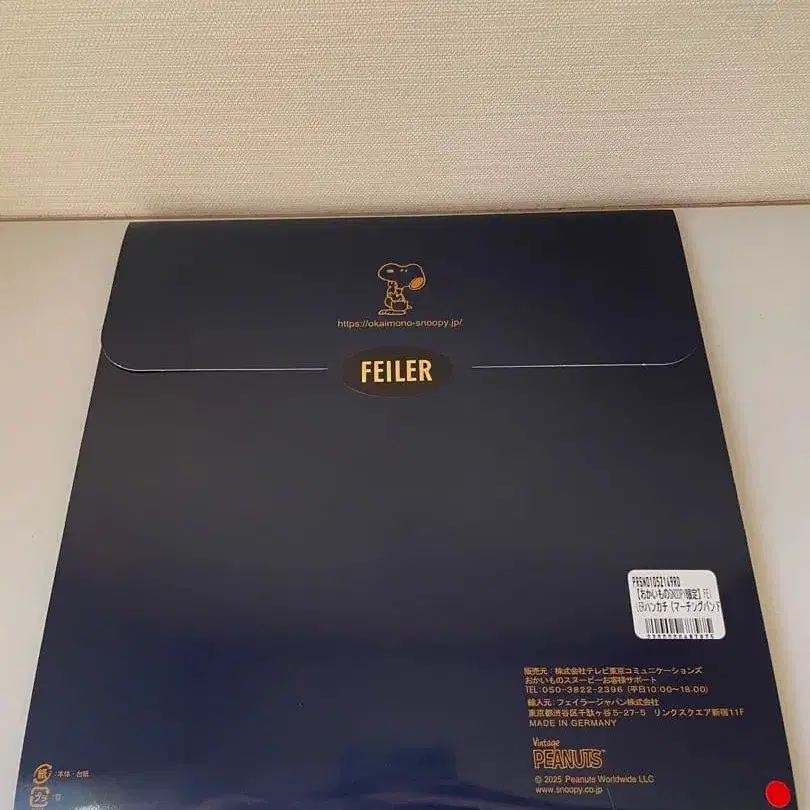 https://okaimono-snoopy.jp/
FEILER
PRSN01052149RD
【おかいものSNOOPY限定】FEI
LERハンカチ (マーチングバンド
販売元：株式会社テレビ東京コミュニケーションズ
おかいものスヌーピーお客様サポート
TEL：050-3822-2396 (平日10:00〜18:00)
輸入元：フェイラージャパン株式会社
東京都渋谷区千駄ヶ谷5-27-5 リンクスクエア新宿11F
MADE IN GERMANY
Vintage
PEANUTS
© 2025 Peanuts Worldwide LLC
www.snoopy.co.jp
紙 :本体・台紙
プラ :袋